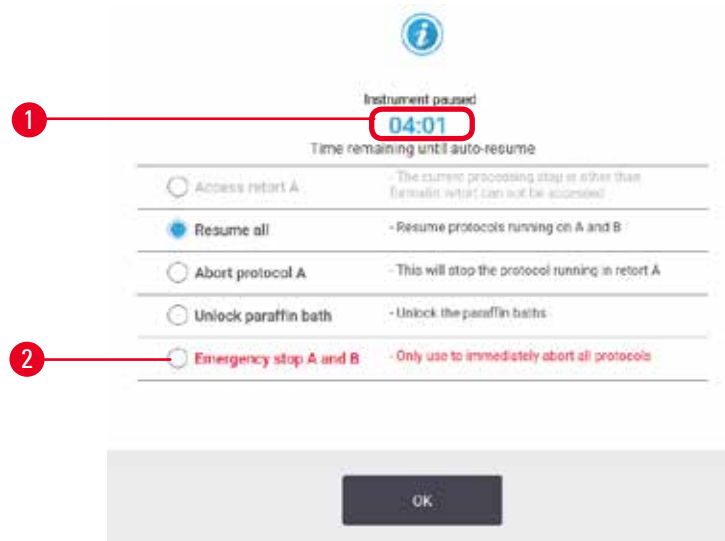 i
Instrument paused
1
04:01
Time remaining until auto-resume
Access retort A - The current processing step is other than
formalin retort can not be accessed
Resume all - Resume protocols running on A and B
Abort protocol A - This will stop the protocol running in retort A
Unlock paraffin bath - Unlock the paraffin baths
2 Emergency stop A and B - Only use to immediately abort all protocols
OK